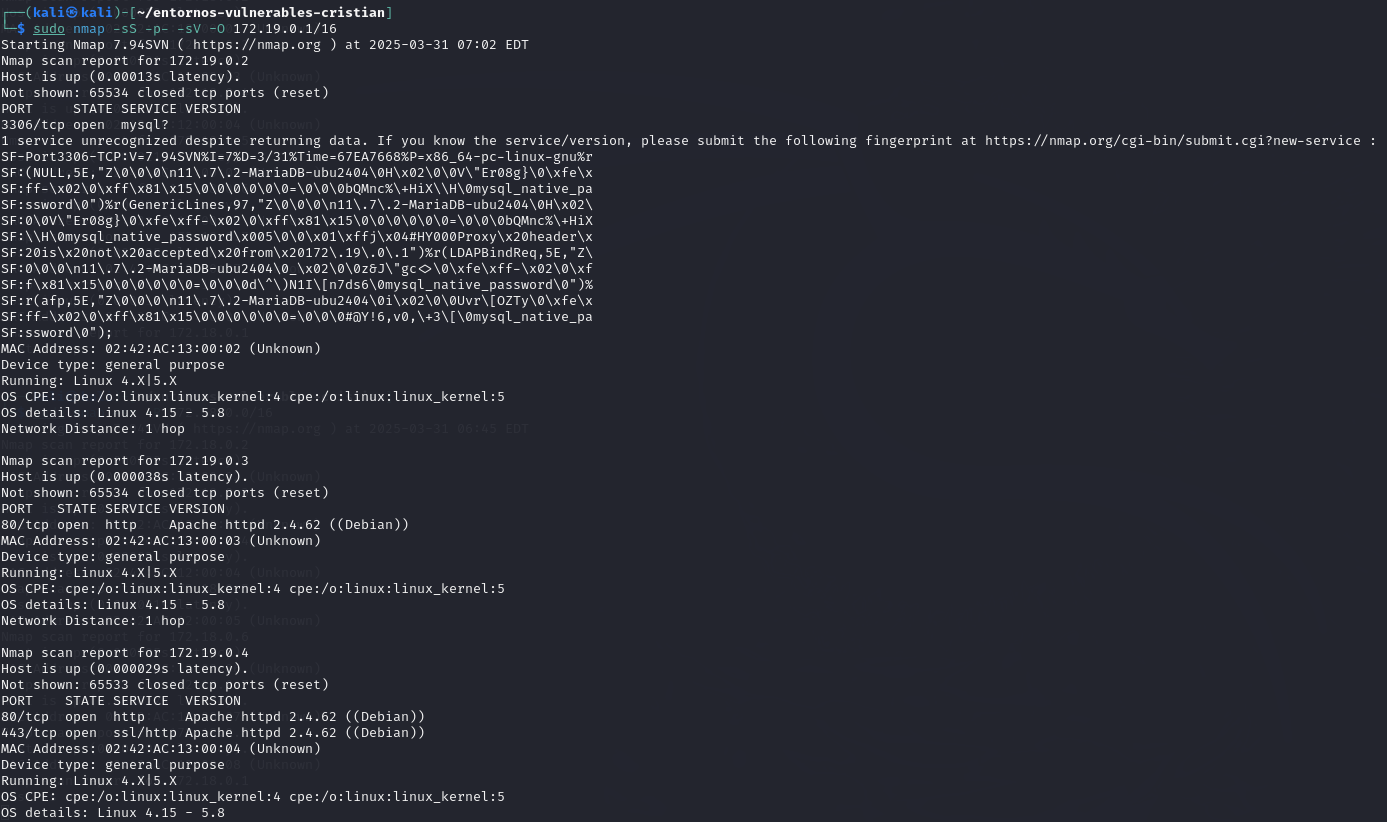 ┌──(kali㉿kali)-[~/entornos-vulnerables-cristian]
└─$ sudo nmap -sS -p- -sV -O 172.19.0.1/16
Starting Nmap 7.94SVN ( https://nmap.org ) at 2025-03-31 07:02 EDT
Nmap scan report for 172.19.0.2
Host is up (0.00013s latency).
Not shown: 65534 closed tcp ports (reset)
PORT     STATE SERVICE VERSION
3306/tcp open  mysql?
1 service unrecognized despite returning data. If you know the service/version, please submit the following fingerprint at https://nmap.org/cgi-bin/submit.cgi?new-service :
SF-Port3306-TCP:V=7.94SVN%I=7%D=3/31%Time=67EA7668%P=x86_64-pc-linux-gnu%r
SF:(NULL,5E,"Z\0\0\0\n11\.7\.2-MariaDB-ubu2404\0H\x02\0\0V\"Er08g}\0\xfe\x
SF:ff-\x02\0\xff\x81\x15\0\0\0\0\0\0=\0\0\0bQMnc%\+HiX\\H\0mysql_native_pa
SF:ssword\0")%r(GenericLines,97,"Z\0\0\0\n11\.7\.2-MariaDB-ubu2404\0H\x02\
SF:0\0V\"Er08g}\0\xfe\xff-\x02\0\xff\x81\x15\0\0\0\0\0\0=\0\0\0bQMnc%\+HiX
SF:\\H\0mysql_native_password\x005\0\0\x01\xffj\x04#HY000Proxy\x20header\x
SF:20is\x20not\x20accepted\x20from\x20172\.19\.0\.1")%r(LDAPBindReq,5E,"Z\
SF:0\0\0\n11\.7\.2-MariaDB-ubu2404\0_\x02\0\0z&J\"gc<>\0\xfe\xff-\x02\0\xf
SF:f\x81\x15\0\0\0\0\0\0=\0\0\0d\^\)N1I\[n7ds6\0mysql_native_password\0")%
SF:r(afp,5E,"Z\0\0\0\n11\.7\.2-MariaDB-ubu2404\0i\x02\0\0Uvr\[OZTy\0\xfe\x
SF:ff-\x02\0\xff\x81\x15\0\0\0\0\0\0=\0\0\0#@Y!6,v0,\+3\[\0mysql_native_pa
SF:ssword\0");
MAC Address: 02:42:AC:13:00:02 (Unknown)
Device type: general purpose
Running: Linux 4.X|5.X
OS CPE: cpe:/o:linux:linux_kernel:4 cpe:/o:linux:linux_kernel:5
OS details: Linux 4.15 - 5.8
Network Distance: 1 hop

Nmap scan report for 172.19.0.3
Host is up (0.000038s latency).
Not shown: 65534 closed tcp ports (reset)
PORT   STATE SERVICE VERSION
80/tcp open  http    Apache httpd 2.4.62 ((Debian))
MAC Address: 02:42:AC:13:00:03 (Unknown)
Device type: general purpose
Running: Linux 4.X|5.X
OS CPE: cpe:/o:linux:linux_kernel:4 cpe:/o:linux:linux_kernel:5
OS details: Linux 4.15 - 5.8
Network Distance: 1 hop

Nmap scan report for 172.19.0.4
Host is up (0.000029s latency).
Not shown: 65533 closed tcp ports (reset)
PORT    STATE SERVICE  VERSION
80/tcp  open  http     Apache httpd 2.4.62 ((Debian))
443/tcp open  ssl/http Apache httpd 2.4.62 ((Debian))
MAC Address: 02:42:AC:13:00:04 (Unknown)
Device type: general purpose
Running: Linux 4.X|5.X
OS CPE: cpe:/o:linux:linux_kernel:4 cpe:/o:linux:linux_kernel:5
OS details: Linux 4.15 - 5.8